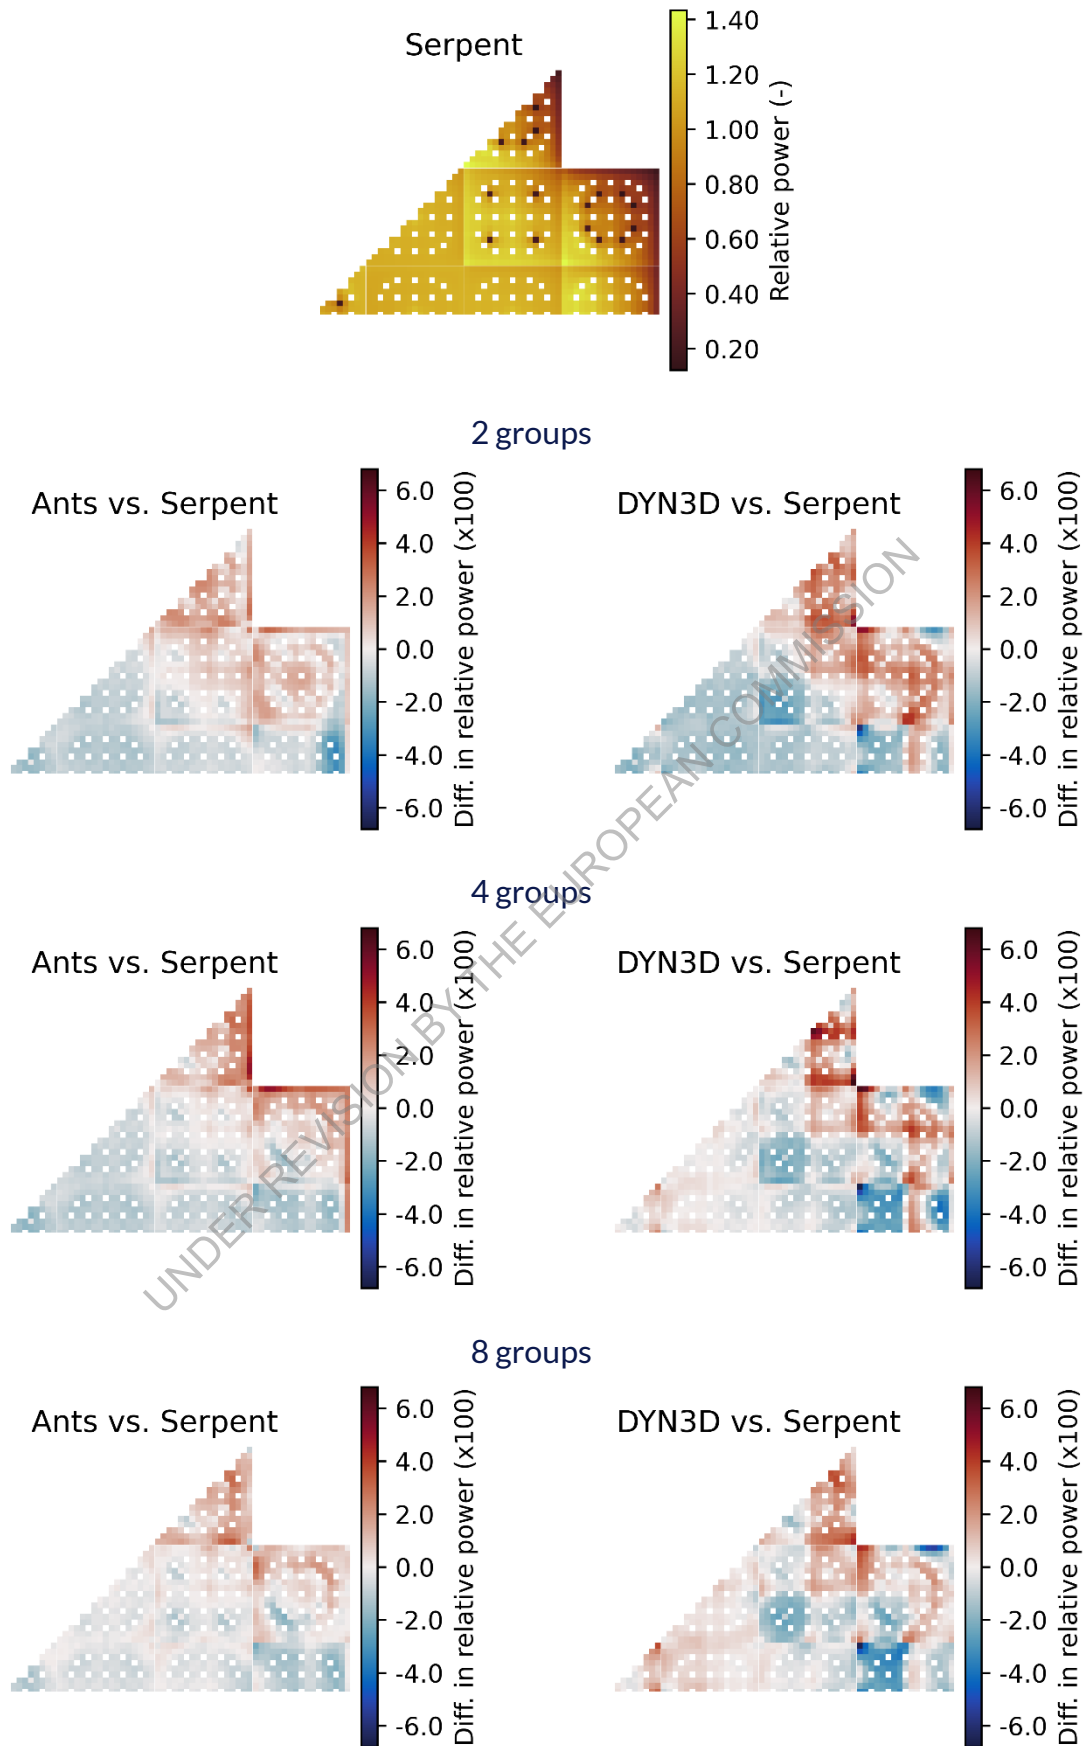 Serpent
1.40
1.20
1.00
0.80
0.60
0.40
0.20
Relative power (-)
2 groups
Ants vs. Serpent
6.0
4.0
2.0
0.0
-2.0
-4.0
-6.0
Diff. in relative power (x100)
DYN3D vs. Serpent
6.0
4.0
2.0
0.0
-2.0
-4.0
-6.0
Diff. in relative power (x100)
4 groups
Ants vs. Serpent
6.0
4.0
2.0
0.0
-2.0
-4.0
-6.0
Diff. in relative power (x100)
DYN3D vs. Serpent
6.0
4.0
2.0
0.0
-2.0
-4.0
-6.0
Diff. in relative power (x100)
8 groups
Ants vs. Serpent
6.0
4.0
2.0
0.0
-2.0
-4.0
-6.0
Diff. in relative power (x100)
DYN3D vs. Serpent
6.0
4.0
2.0
0.0
-2.0
-4.0
-6.0
Diff. in relative power (x100)
UNDER REVISION BY THE EUROPEAN COMMISSION